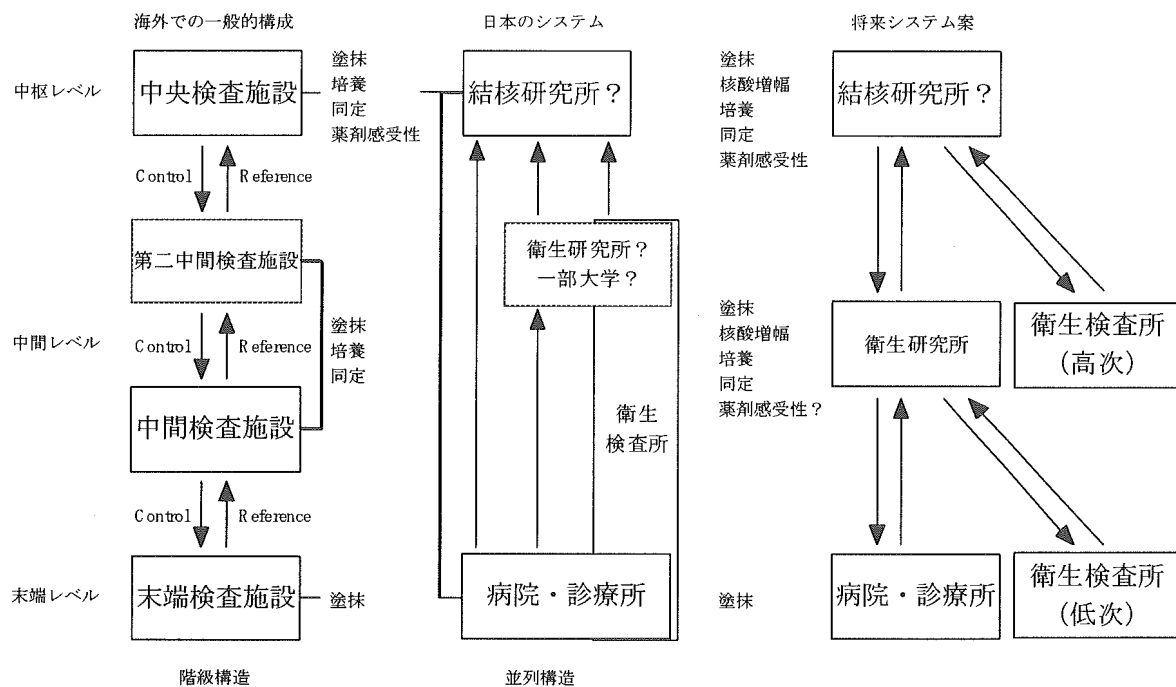 海外での一般的構成
日本のシステム
将来システム案
中枢レベル
中央検査施設
塗抹
培養
同定
薬剤感受性
結核研究所？
塗抹
核酸増幅
培養
同定
薬剤感受性
結核研究所？
Control
Reference
第二中間検査施設
衛生研究所？
一部大学？
中間レベル
Control
Reference
塗抹
培養
同定
塗抹
核酸増幅
培養
同定
薬剤感受性？
衛生研究所
衛生検査所
(高次)
中間検査施設
衛生
検査所
Control
Reference
末端レベル
末端検査施設
塗抹
病院・診療所
塗抹
病院・診療所
衛生検査所
(低次)
階級構造
並列構造